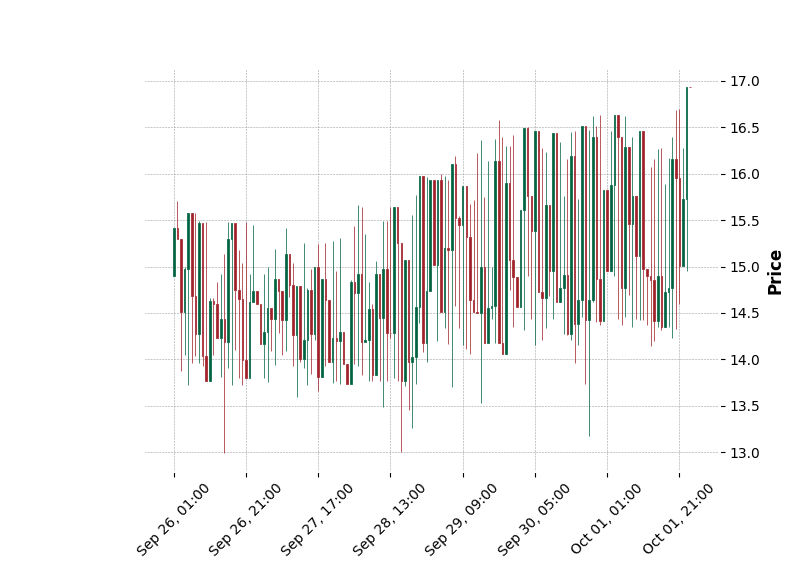 17.0
16.5
16.0
15.5
15.0
14.5
14.0
13.5
13.0
Price
Sep 26, 01:00
Sep 26, 21:00
Sep 27, 17:00
Sep 28, 13:00
Sep 29, 09:00
Sep 30, 05:00
Oct 01, 01:00
Oct 01, 21:00